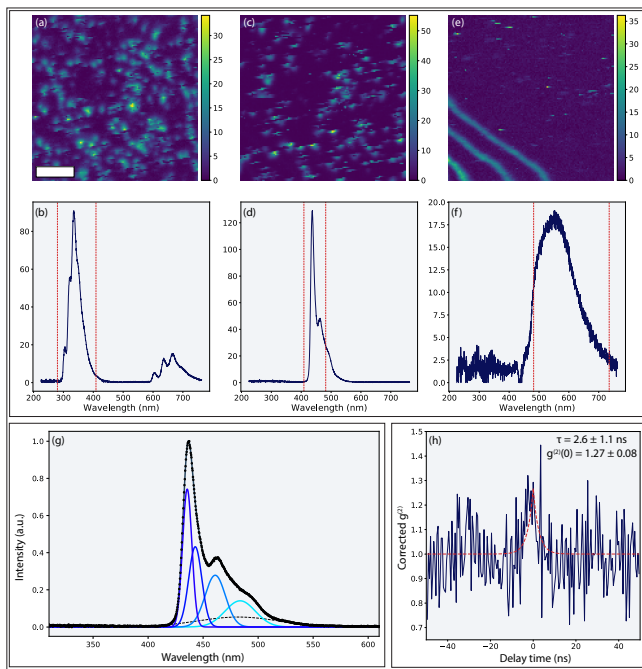 (a) (c) (e)
30 25 20 15 10 5 0
50 40 30 20 10 0
35 30 25 20 15 10 5 0
(b) (d) (f)
80 60 40 20 0
120 100 80 60 40 20 0
20.0 17.5 15.0 12.5 10.0 7.5 5.0 2.5 0.0
300 400 500 600 700
300 400 500 600 700
300 400 500 600 700
Wavelength (nm) Wavelength (nm) Wavelength (nm)
(g)
Intensity (a.u.)
1.0 0.8 0.6 0.4 0.2 0.0
350 400 450 500 550 600
Wavelength (nm)
(h)
τ = 2.6 ± 1.1 ns
g⁽²⁾(0) = 1.27 ± 0.08
Corrected g⁽²⁾
1.5 1.4 1.3 1.2 1.1 1.0 0.9 0.8 0.7
−40 −20 0 20 40
Delay time (ns)